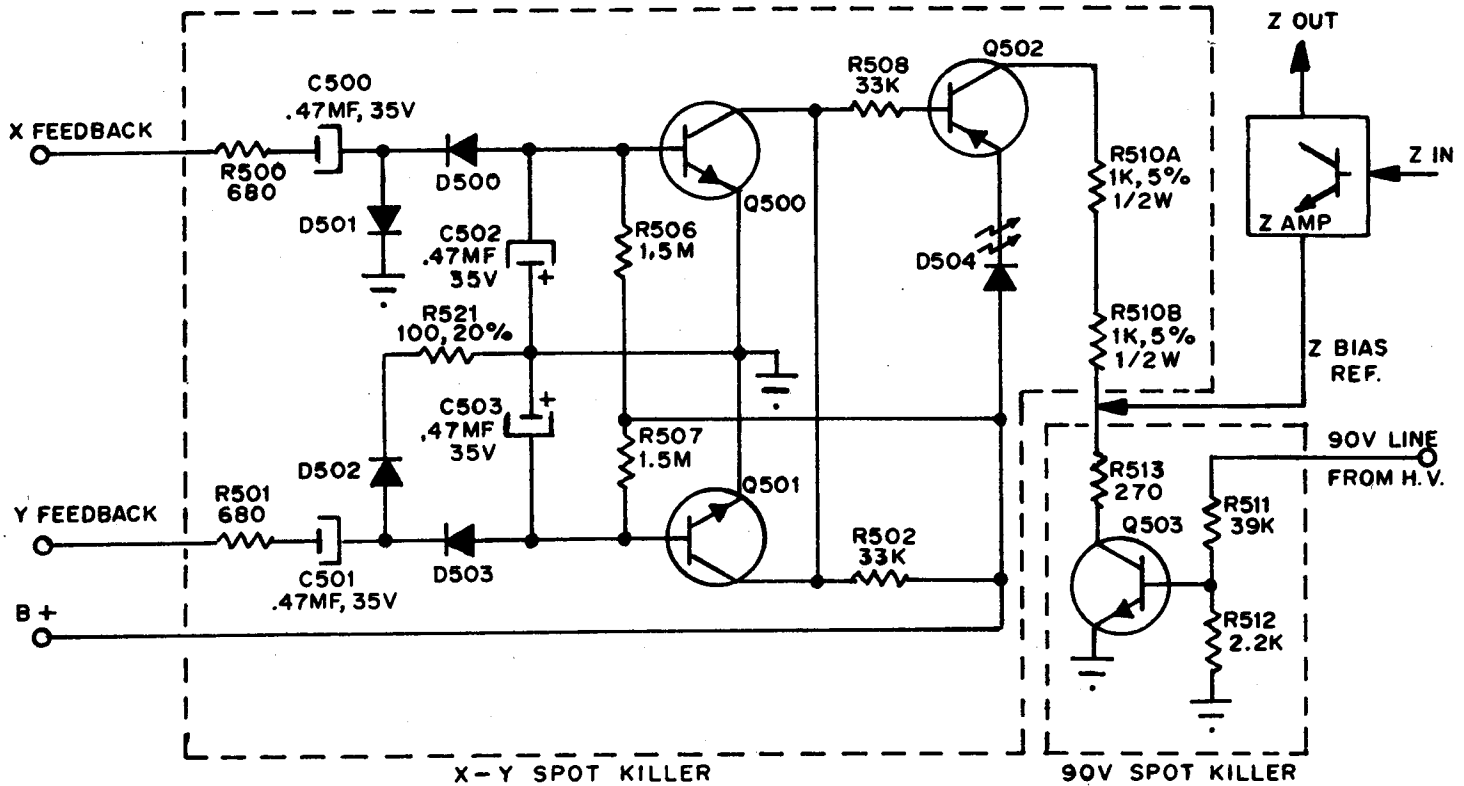 Z OUT
Q502
R508
33K
C500
.47MF, 35V
X FEEDBACK
R500
680
D500
Q500
R510A
1K, 5%
1/2W
Z IN
Z AMP
D501
C502
.47MF
35V
+
R506
1.5M
D504
R521
100, 20%
R510B
1K, 5%
1/2W
Z BIAS
REF.
C503
.47MF
35V
+
R507
1.5M
D502
90V LINE
FROM H.V.
R513
270
R511
39K
R501
680
Y FEEDBACK
Q501
Q503
R502
33K
C501
.47MF, 35V
D503
B +
R512
2.2K
X-Y SPOT KILLER
90V SPOT KILLER